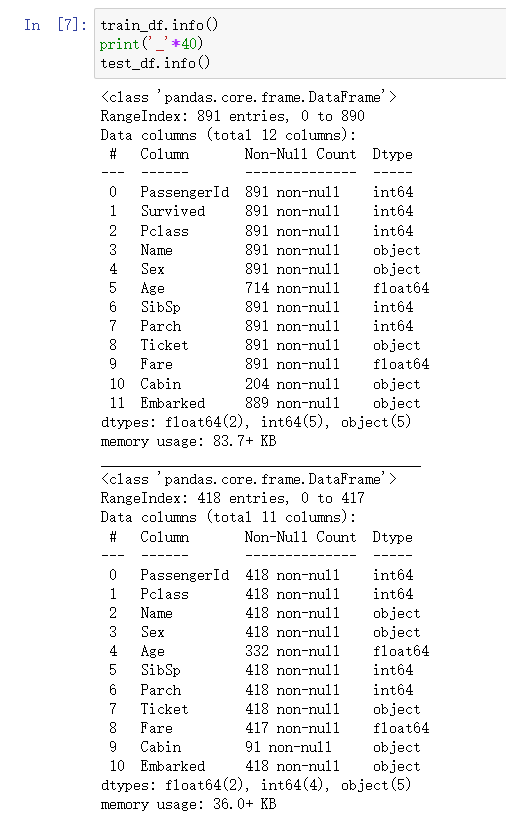 In [7]: train_df.info()
print('_'*40)
test_df.info()
<class 'pandas.core.frame.DataFrame'>
RangeIndex: 891 entries, 0 to 890
Data columns (total 12 columns):
 #   Column       Non-Null Count  Dtype
---  ------       --------------  -----
 0   PassengerId  891 non-null    int64
 1   Survived     891 non-null    int64
 2   Pclass       891 non-null    int64
 3   Name         891 non-null    object
 4   Sex          891 non-null    object
 5   Age          714 non-null    float64
 6   SibSp        891 non-null    int64
 7   Parch        891 non-null    int64
 8   Ticket       891 non-null    object
 9   Fare         891 non-null    float64
 10  Cabin        204 non-null    object
 11  Embarked     889 non-null    object
dtypes: float64(2), int64(5), object(5)
memory usage: 83.7+ KB
________________________________________
<class 'pandas.core.frame.DataFrame'>
RangeIndex: 418 entries, 0 to 417
Data columns (total 11 columns):
 #   Column       Non-Null Count  Dtype
---  ------       --------------  -----
 0   PassengerId  418 non-null    int64
 1   Pclass       418 non-null    int64
 2   Name         418 non-null    object
 3   Sex          418 non-null    object
 4   Age          332 non-null    float64
 5   SibSp        418 non-null    int64
 6   Parch        418 non-null    int64
 7   Ticket       418 non-null    object
 8   Fare         417 non-null    float64
 9   Cabin        91 non-null     object
 10  Embarked     418 non-null    object
dtypes: float64(2), int64(4), object(5)
memory usage: 36.0+ KB